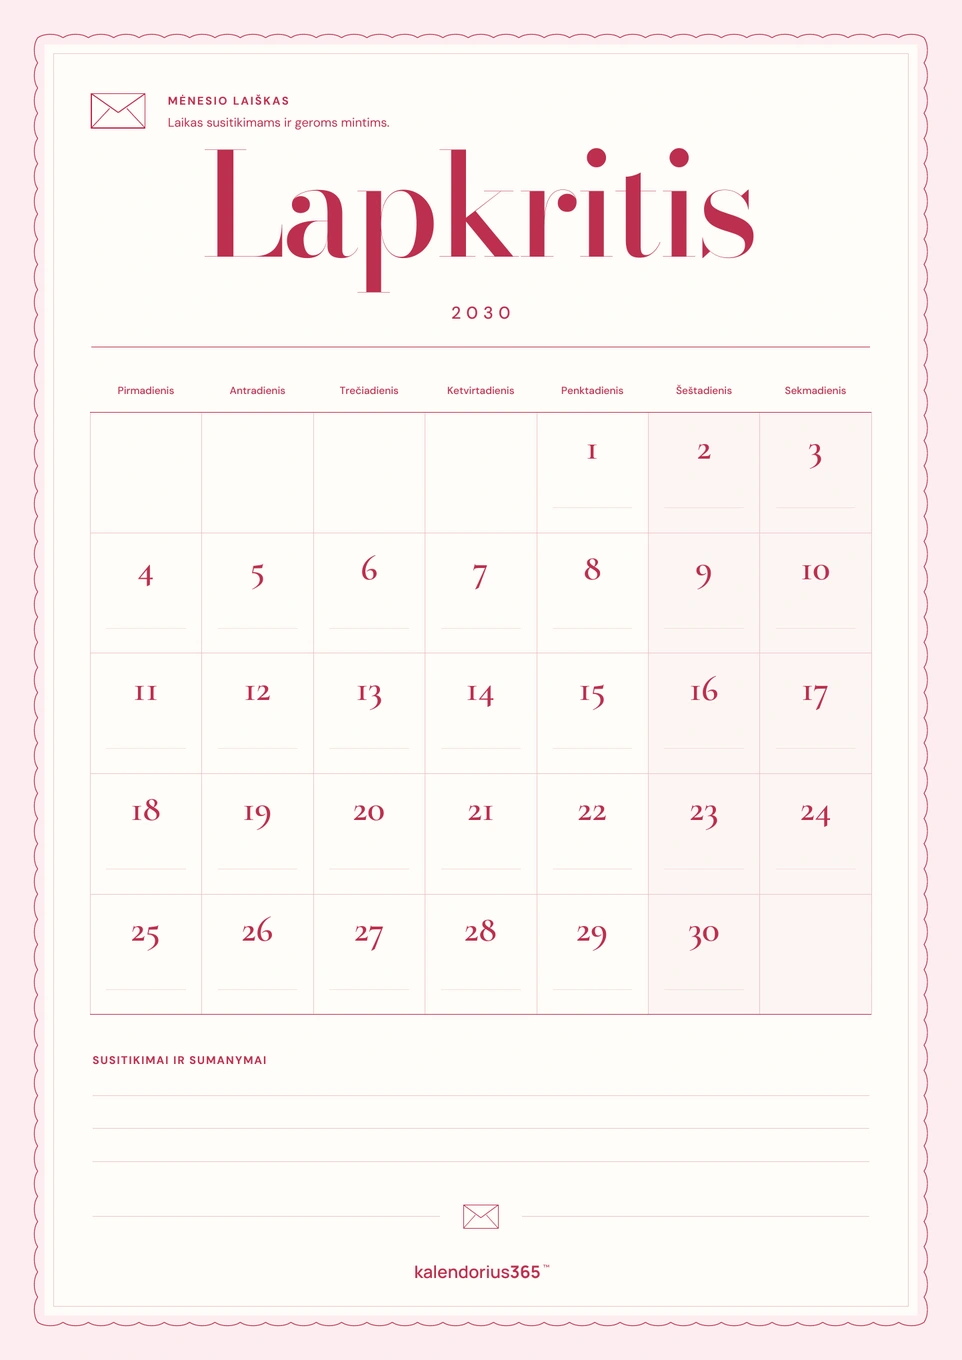 MĖNESIO LAIŠKAS
Laikas susitikimams ir geroms mintims.
Lapkritis
2030
Pirmadienis Antradienis Trečiadienis Ketvirtadienis Penktadienis Šeštadienis Sekmadienis
1 2 3
4 5 6 7 8 9 10
11 12 13 14 15 16 17
18 19 20 21 22 23 24
25 26 27 28 29 30
SUSITIKIMAI IR SUMANYMAI
kalendorius365™